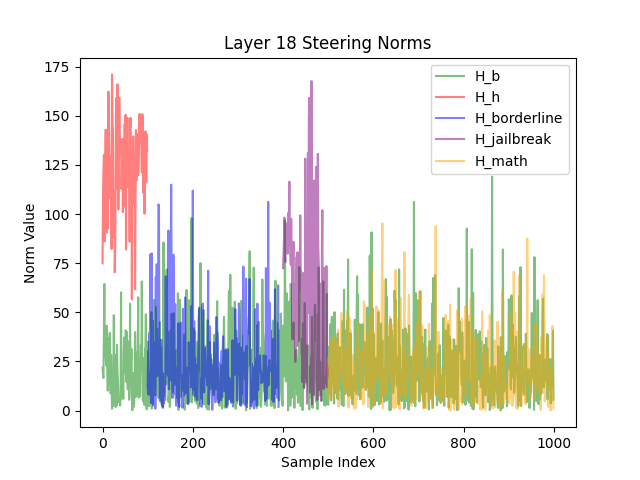 Layer 18 Steering Norms
Norm Value
175
150
125
100
75
50
25
0
H_b
H_h
H_borderline
H_jailbreak
H_math
0
200
400
600
800
1000
Sample Index